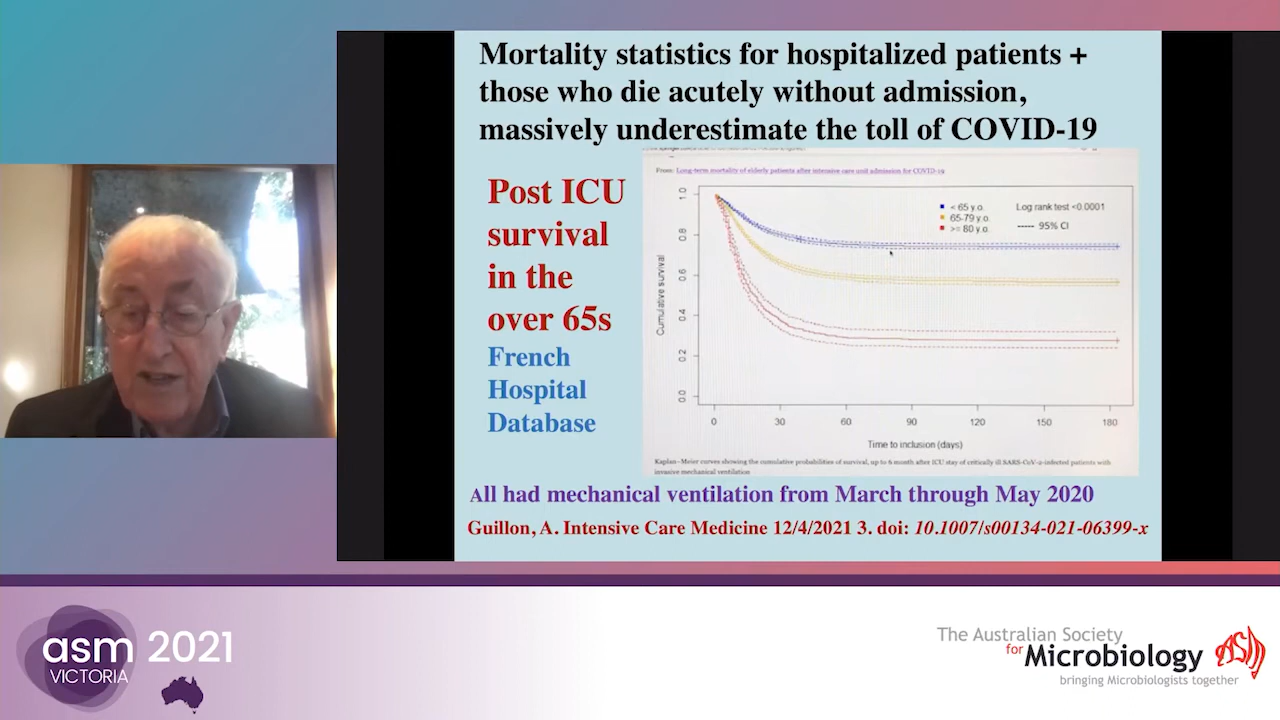 Mortality statistics for hospitalized patients +
those who die acutely without admission,
massively underestimate the toll of COVID-19
Post ICU
survival
in the
over 65s
French
Hospital
Database
From: Long-term mortality of elderly patients after intensive care unit admission for COVID-19
< 65 y.o.
65-79 y.o.
>= 80 y.o.
Log rank test <0.0001
95% CI
Cumulative survival
1.0
0.8
0.6
0.4
0.2
0.0
0 30 60 90 120 150 180
Time to inclusion (days)
Kaplan–Meier curves showing the cumulative probabilities of survival, up to 6 month after ICU stay of critically ill SARS-CoV-2-infected patients with
invasive mechanical ventilation
All had mechanical ventilation from March through May 2020
Guillon, A. Intensive Care Medicine 12/4/2021 3. doi: 10.1007/s00134-021-06399-x
asm 2021
VICTORIA
The Australian Society
for Microbiology
bringing Microbiologists together
ASM